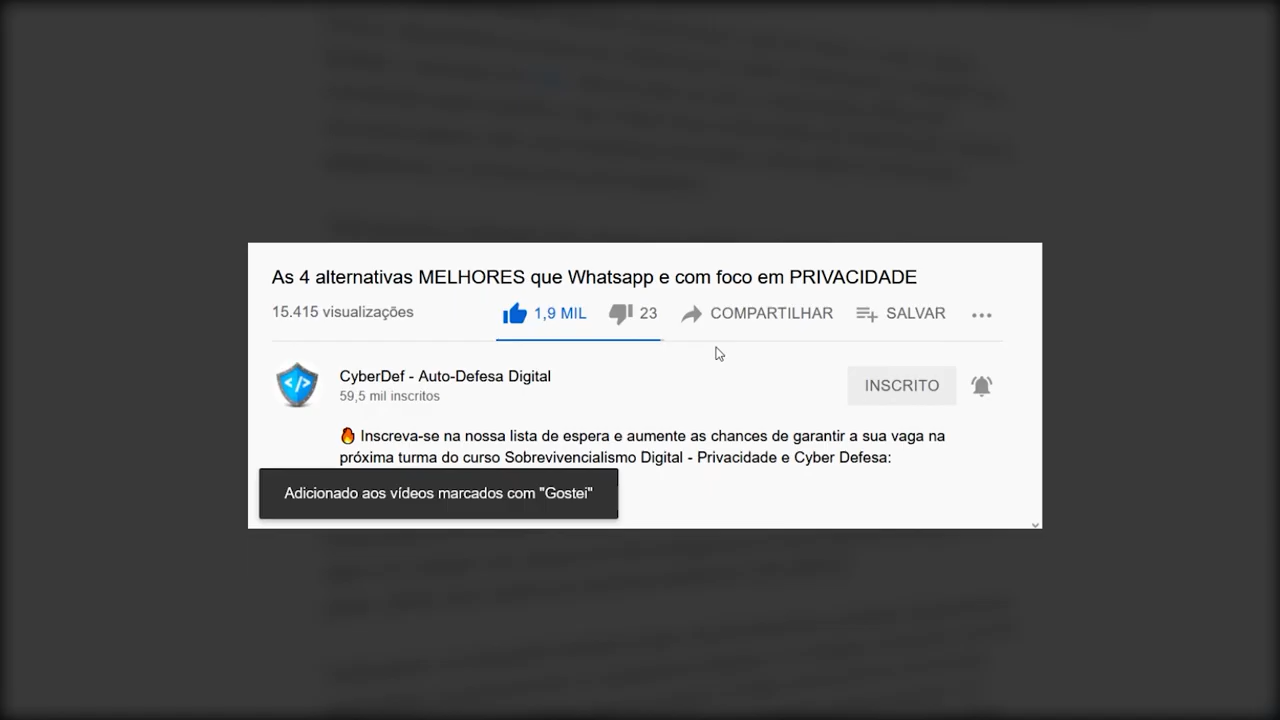 As 4 alternativas MELHORES que Whatsapp e com foco em PRIVACIDADE
15.415 visualizações
1,9 MIL
23
COMPARTILHAR
SALVAR
CyberDef - Auto-Defesa Digital
59,5 mil inscritos
INSCRITO
🔥 Inscreva-se na nossa lista de espera e aumente as chances de garantir a sua vaga na
próxima turma do curso Sobrevivencialismo Digital - Privacidade e Cyber Defesa:
Adicionado aos vídeos marcados com "Gostei"